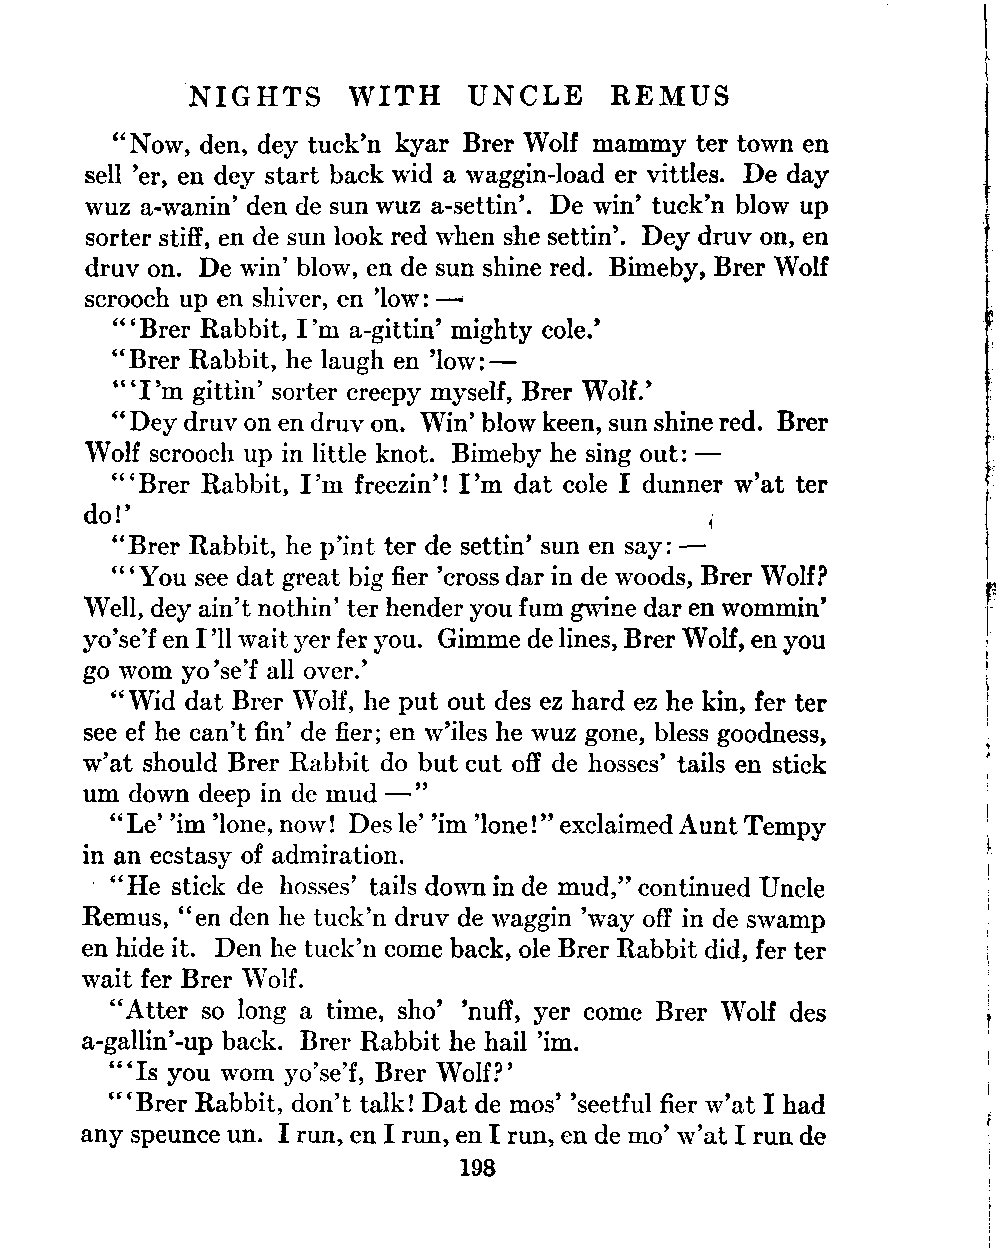 NIGHTS WITH UNCLE REMUS
“Now, den, dey tuck’n kyar Brer Wolf mammy ter town en
sell ’er, en dey start back wid a waggin-load er vittles. De day
wuz a-wanin’ den de sun wuz a-settin’. De win’ tuck’n blow up
sorter stiff, en de sun look red when she settin’. Dey druv on, en
druv on. De win’ blow, en de sun shine red. Bimeby, Brer Wolf
scrooch up en shiver, en ’low: —
“‘Brer Rabbit, I’m a-gittin’ mighty cole.’
“Brer Rabbit, he laugh en ’low: —
“‘I’m gittin’ sorter creepy myself, Brer Wolf.’
“Dey druv on en druv on. Win’ blow keen, sun shine red. Brer
Wolf scrooch up in little knot. Bimeby he sing out: —
“‘Brer Rabbit, I’m freezin’! I’m dat cole I dunner w’at ter
do!’
“Brer Rabbit, he p’int ter de settin’ sun en say: —
“‘You see dat great big fier ’cross dar in de woods, Brer Wolf?
Well, dey ain’t nothin’ ter hender you fum gwine dar en wommin’
yo’se’f en I’ll wait yer fer you. Gimme de lines, Brer Wolf, en you
go wom yo’se’f all over.’
“Wid dat Brer Wolf, he put out des ez hard ez he kin, fer ter
see ef he can’t fin’ de fier; en w’iles he wuz gone, bless goodness,
w’at should Brer Rabbit do but cut off de hosses’ tails en stick
um down deep in de mud —”
“Le’ ’im ’lone, now! Des le’ ’im ’lone!” exclaimed Aunt Tempy
in an ecstasy of admiration.
“He stick de hosses’ tails down in de mud,” continued Uncle
Remus, “en den he tuck’n druv de waggin ’way off in de swamp
en hide it. Den he tuck’n come back, ole Brer Rabbit did, fer ter
wait fer Brer Wolf.
“Atter so long a time, sho’ ’nuff, yer come Brer Wolf des
a-gallin’-up back. Brer Rabbit he hail ’im.
“‘Is you wom yo’se’f, Brer Wolf?’
“‘Brer Rabbit, don’t talk! Dat de mos’ ’seetful fier w’at I had
any speunce un. I run, en I run, en I run, en de mo’ w’at I run de
198